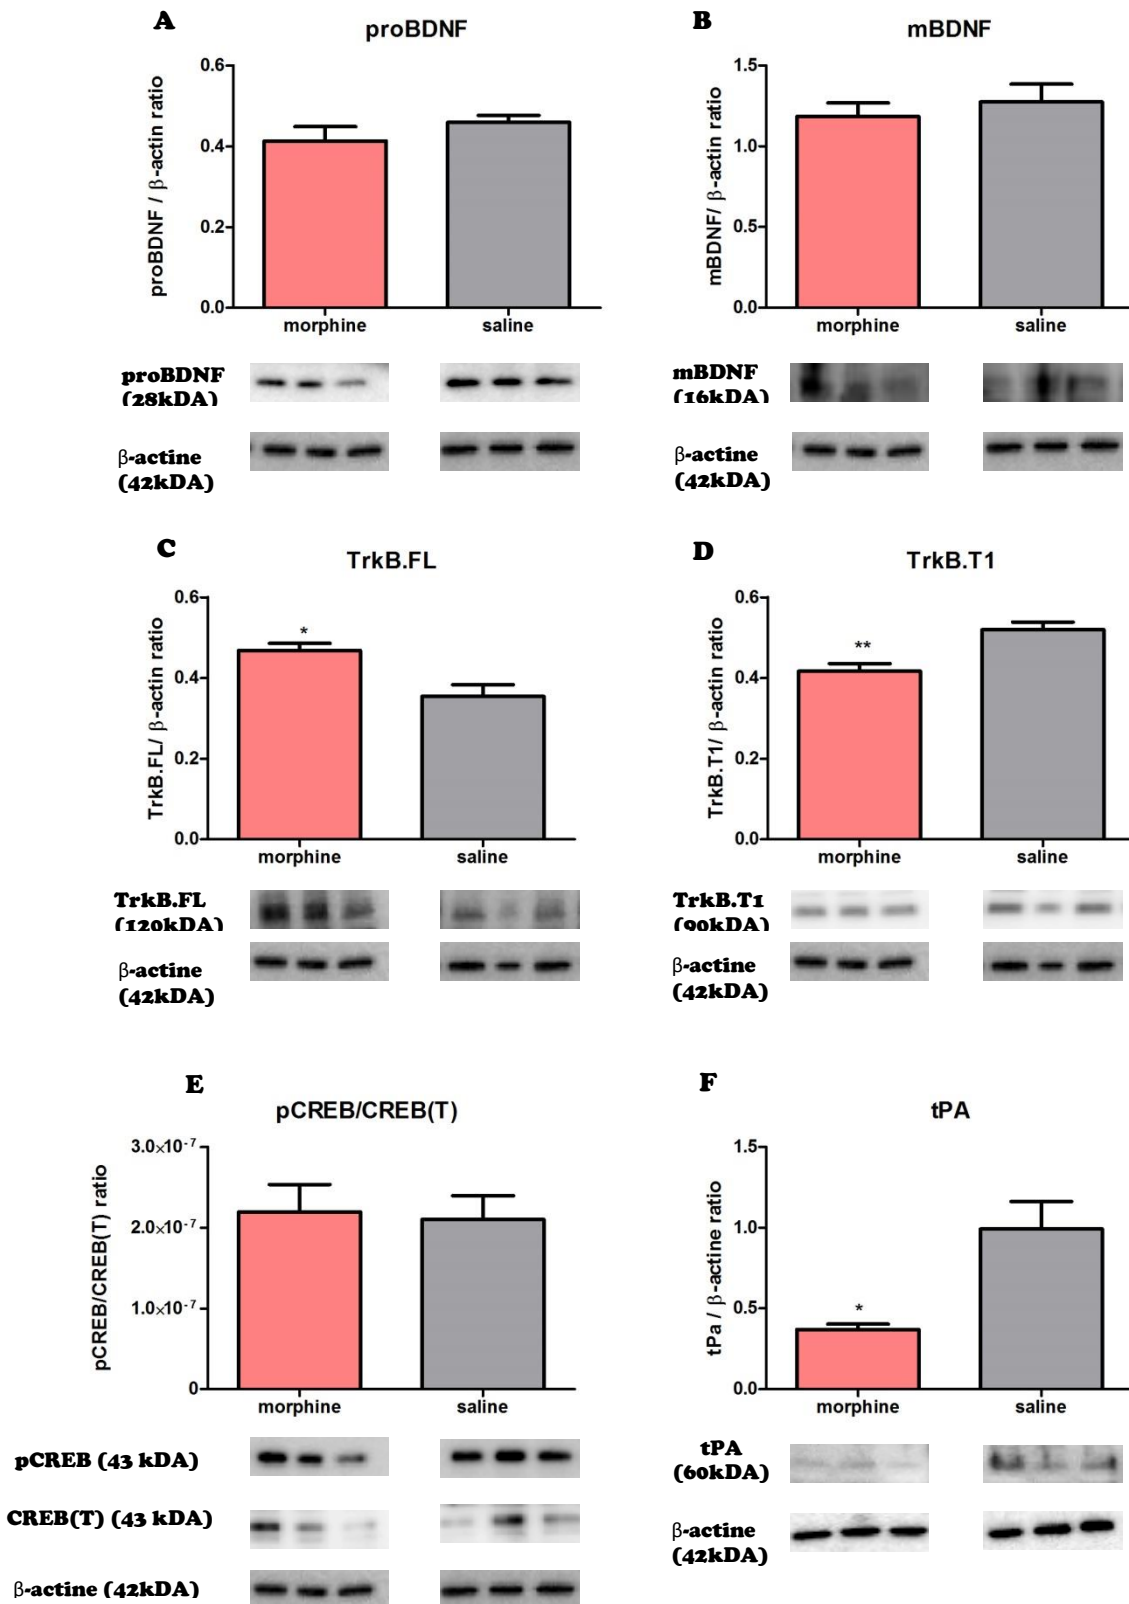 A
proBDNF
proBDNF / β-actin ratio
0.6
0.4
0.2
0.0
morphine saline
proBDNF
(28kDA)
β-actine
(42kDA)
B
mBDNF
mBDNF/ β-actin ratio
1.5
1.0
0.5
0.0
morphine saline
mBDNF
(16kDA)
β-actine
(42kDA)
C
TrkB.FL
TrkB.FL/ β-actin ratio
0.6
0.4
0.2
0.0
*
morphine saline
TrkB.FL
(120kDA)
β-actine
(42kDA)
D
TrkB.T1
TrkB.T1/ β-actin ratio
0.6
0.4
0.2
0.0
**
morphine saline
TrkB.T1
(90kDA)
β-actine
(42kDA)
E
pCREB/CREB(T)
pCREB/CREB(T) ratio
3.0×10⁻⁷
2.0×10⁻⁷
1.0×10⁻⁷
0
morphine saline
pCREB (43 kDA)
CREB(T) (43 kDA)
β-actine (42kDA)
F
tPA
tPa / β-actine ratio
1.5
1.0
0.5
0.0
*
morphine saline
tPA
(60kDA)
β-actine
(42kDA)